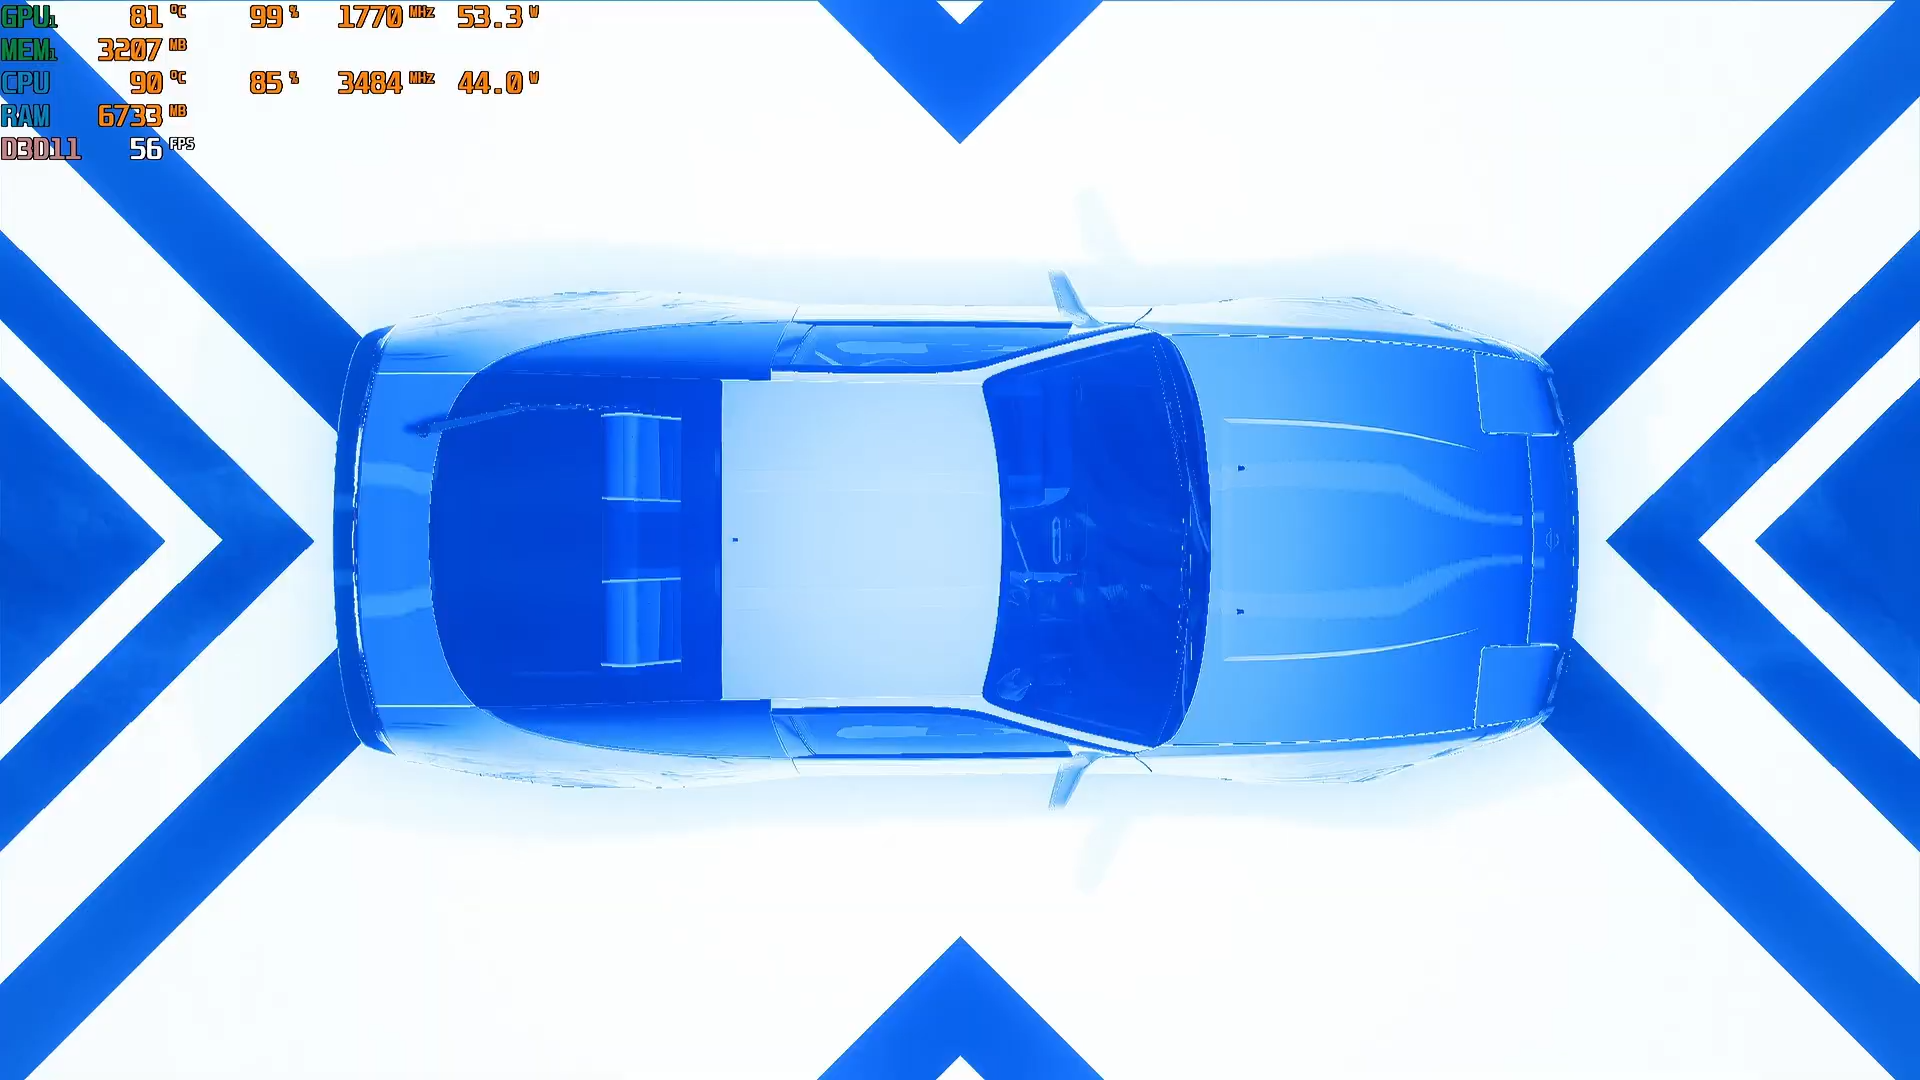 GPU1 81 °C 99 % 1770 MHz 53.3 W
MEM1 3207 MB
CPU 90 °C 85 % 3484 MHz 44.0 W
RAM 6733 MB
D3D11 56 FPS